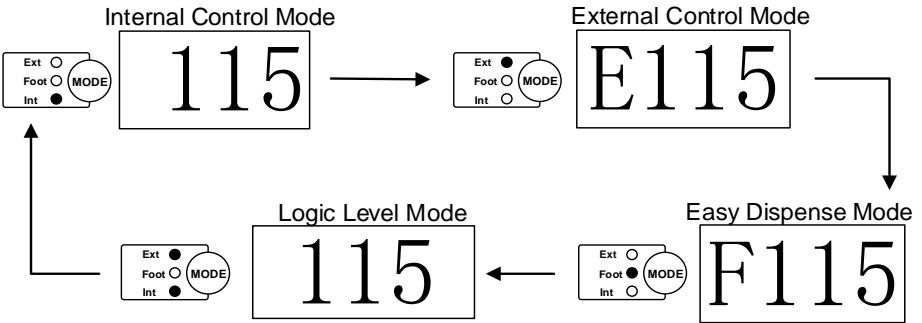 Internal Control Mode
Ext
Foot
Int
MODE
115
External Control Mode
Ext
Foot
Int
MODE
E115
Logic Level Mode
Ext
Foot
Int
MODE
115
Easy Dispense Mode
Ext
Foot
Int
MODE
F115